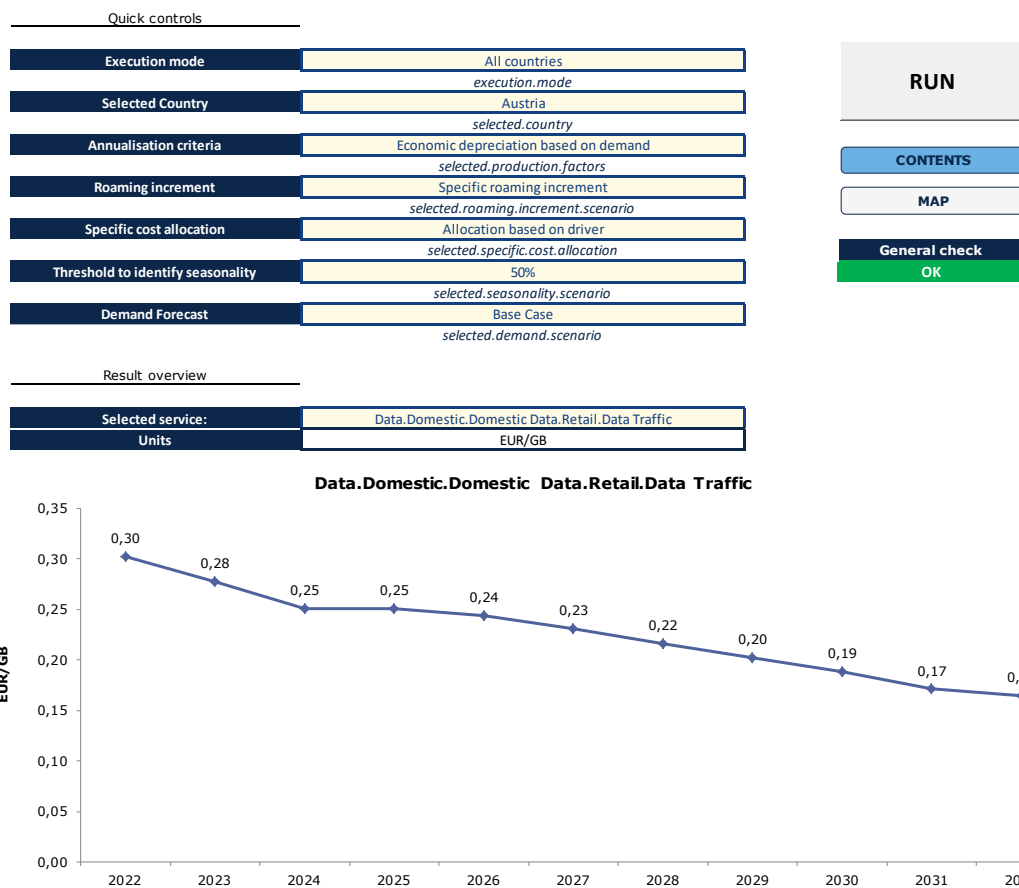 Quick controls
Execution mode All countries
execution.mode
RUN
Selected Country Austria
selected.country
Annualisation criteria Economic depreciation based on demand
selected.production.factors
CONTENTS
Roaming increment Specific roaming increment
selected.roaming.increment.scenario
MAP
Specific cost allocation Allocation based on driver
selected.specific.cost.allocation
General check
Threshold to identify seasonality 50%
OK
selected.seasonality.scenario
Demand Forecast Base Case
selected.demand.scenario
Result overview
Selected service: Data.Domestic.Domestic Data.Retail.Data Traffic
Units EUR/GB
Data.Domestic.Domestic Data.Retail.Data Traffic
EUR/GB
0,35
0,30
0,25
0,20
0,15
0,10
0,05
0,00
0,30 0,28 0,25 0,25 0,24 0,23 0,22 0,20 0,19 0,17
2022 2023 2024 2025 2026 2027 2028 2029 2030 2031